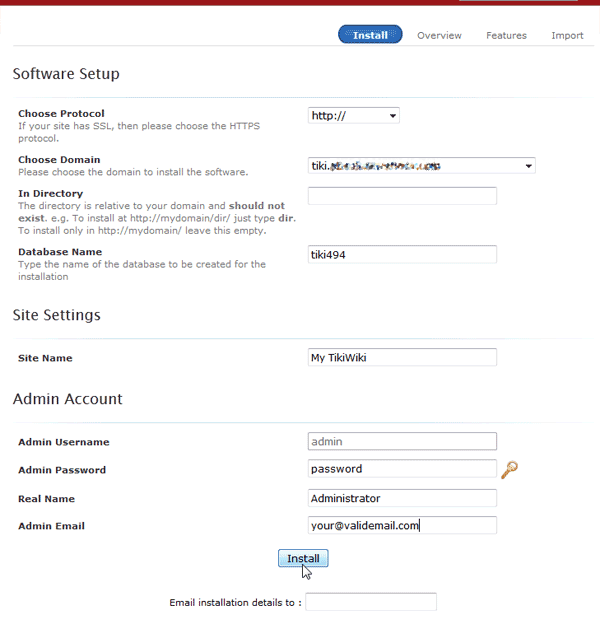 Install Overview Features Import
Software Setup
Choose Protocol
If your site has SSL, then please choose the HTTPS
protocol.
http://
Choose Domain
Please choose the domain to install the software.
tiki.
In Directory
The directory is relative to your domain and should not
exist. e.g. To install at http://mydomain/dir/ just type dir.
To install only in http://mydomain/ leave this empty.
Database Name
Type the name of the database to be created for the
installation
tiki494
Site Settings
Site Name My TikiWiki
Admin Account
Admin Username admin
Admin Password password
Real Name Administrator
Admin Email your@validemail.com
Install
Email installation details to :